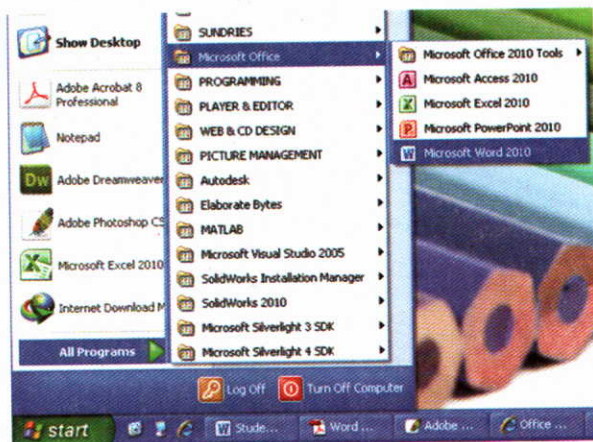 Show Desktop
Adobe Acrobat 8
Professional
Notepad
Adobe Dreamweaver
Adobe Photoshop CS
Microsoft Excel 2010
Internet Download M
All Programs
SUNDRIES
Microsoft Office
PROGRAMMING
PLAYER & EDITOR
WEB & CD DESIGN
PICTURE MANAGEMENT
Autodesk
Elaborate Bytes
MATLAB
Microsoft Visual Studio 2005
SolidWorks Installation Manager
SolidWorks 2010
Microsoft Silverlight 3 SDK
Microsoft Silverlight 4 SDK
Microsoft Office 2010 Tools
Microsoft Access 2010
Microsoft Excel 2010
Microsoft PowerPoint 2010
Microsoft Word 2010
Log Off Turn Off Computer
start Stude... Word ... Adobe ... Office ...